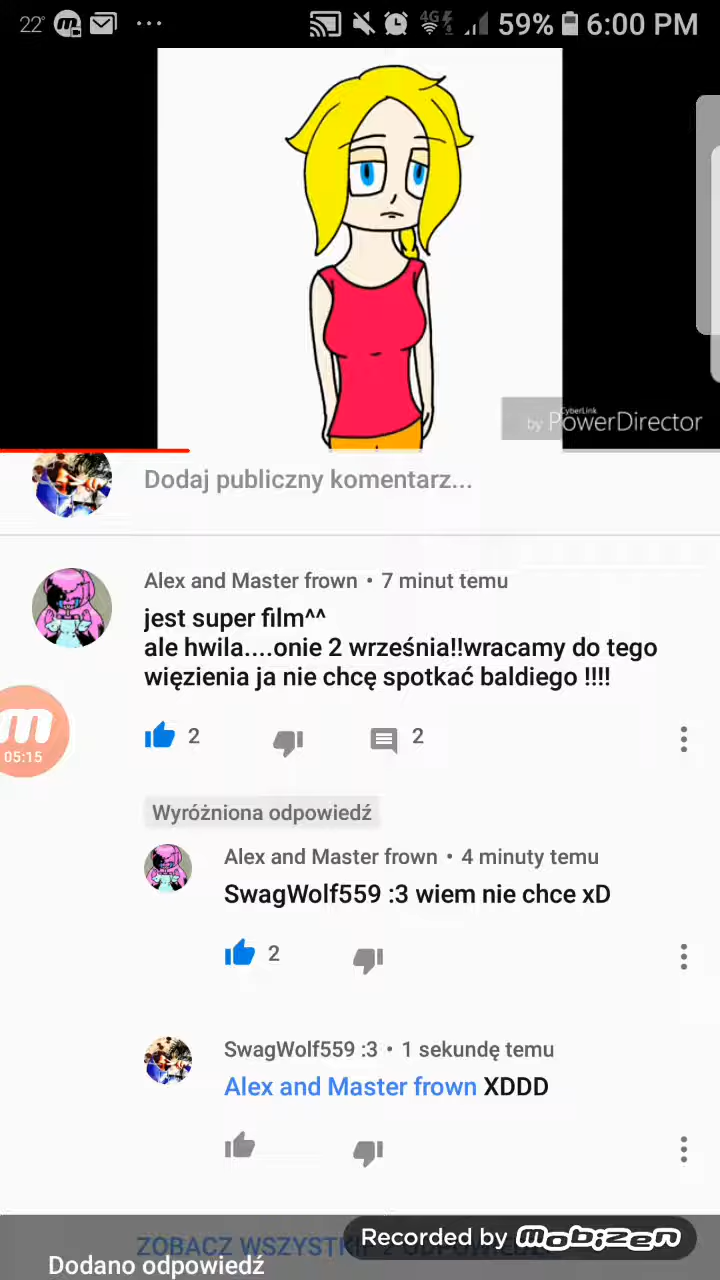 22°
4G
59%
6:00 PM
CyberLink
by PowerDirector
Dodaj publiczny komentarz...
Alex and Master frown • 7 minut temu
jest super film^^
ale hwila....onie 2 września!!wracamy do tego
więzienia ja nie chcę spotkać baldiego !!!!
05:15
2
2
Wyróżniona odpowiedź
Alex and Master frown • 4 minuty temu
SwagWolf559 :3 wiem nie chce xD
2
SwagWolf559 :3 • 1 sekundę temu
Alex and Master frown XDDD
Recorded by Mobizen
ZOBACZ
Dodano odpowiedź